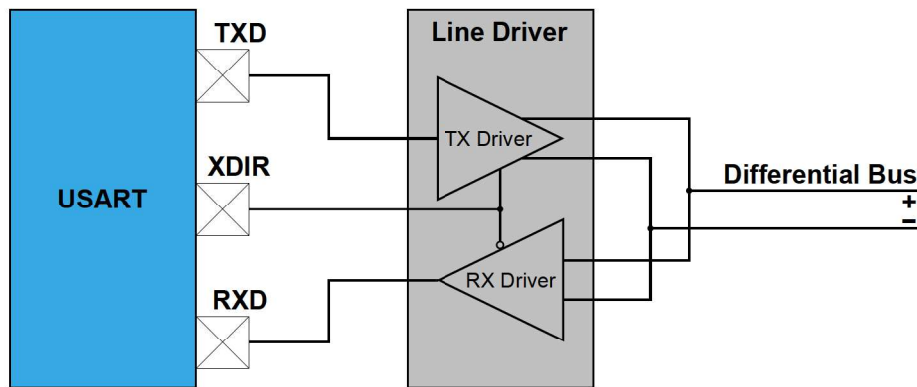 TXD
Line Driver
TX Driver
XDIR
USART
Differential Bus
+
−
RX Driver
RXD